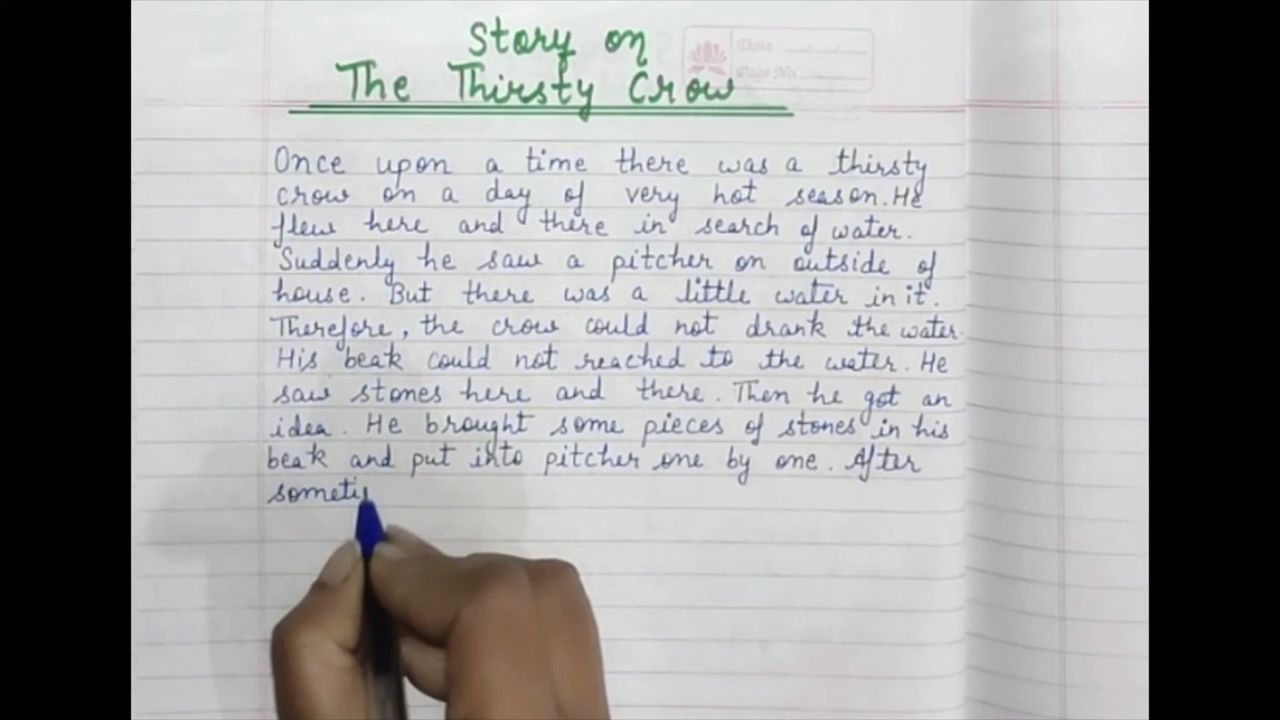 Story on
The Thirsty Crow
Date
Page No.
Once upon a time there was a thirsty
crow on a day of very hot season. He
flew here and there in search of water.
Suddenly he saw a pitcher on outside of
house. But there was a little water in it.
Therefore, the crow could not drank the water.
His beak could not reached to the water. He
saw stones here and there. Then he got an
idea. He brought some pieces of stones in his
beak and put into pitcher one by one. After
someti